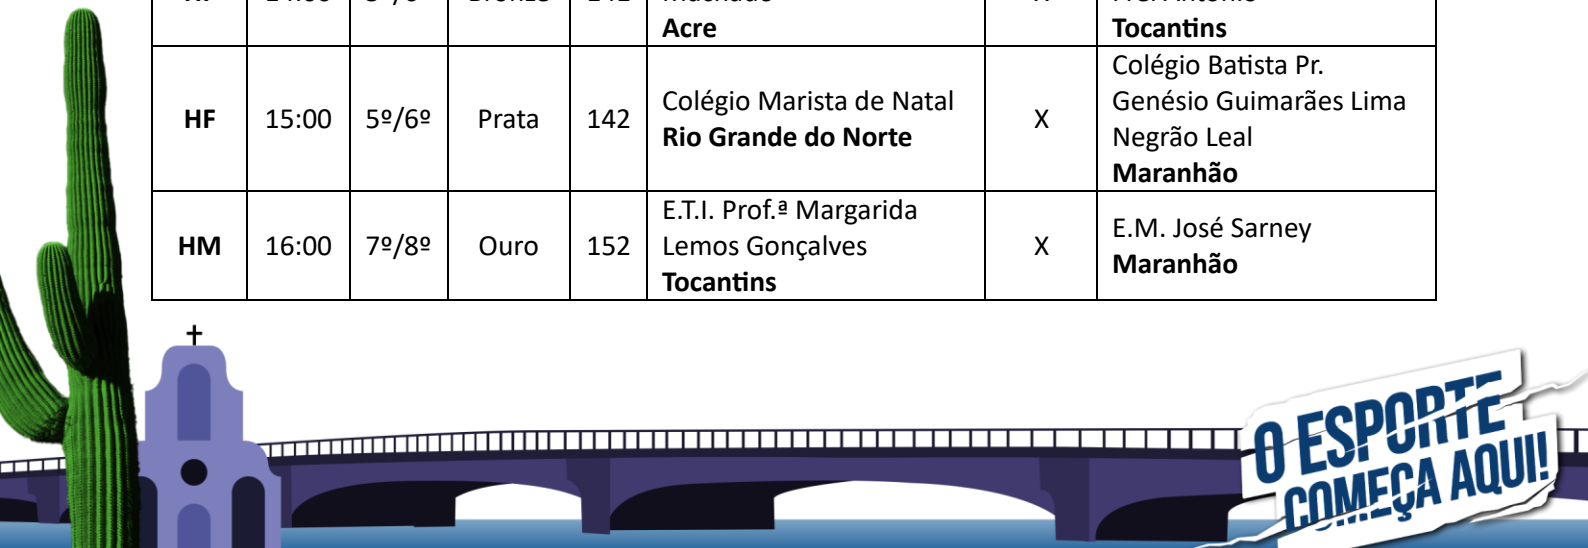 Acre
Tocantins
HF 15:00 5º/6º Prata 142 Colégio Marista de Natal
Rio Grande do Norte
X
Colégio Batista Pr.
Genésio Guimarães Lima
Negrão Leal
Maranhão
HM 16:00 7º/8º Ouro 152 E.T.I. Prof.ª Margarida
Lemos Gonçalves
Tocantins
X
E.M. José Sarney
Maranhão
O ESPORTE
COMEÇA AQUI!